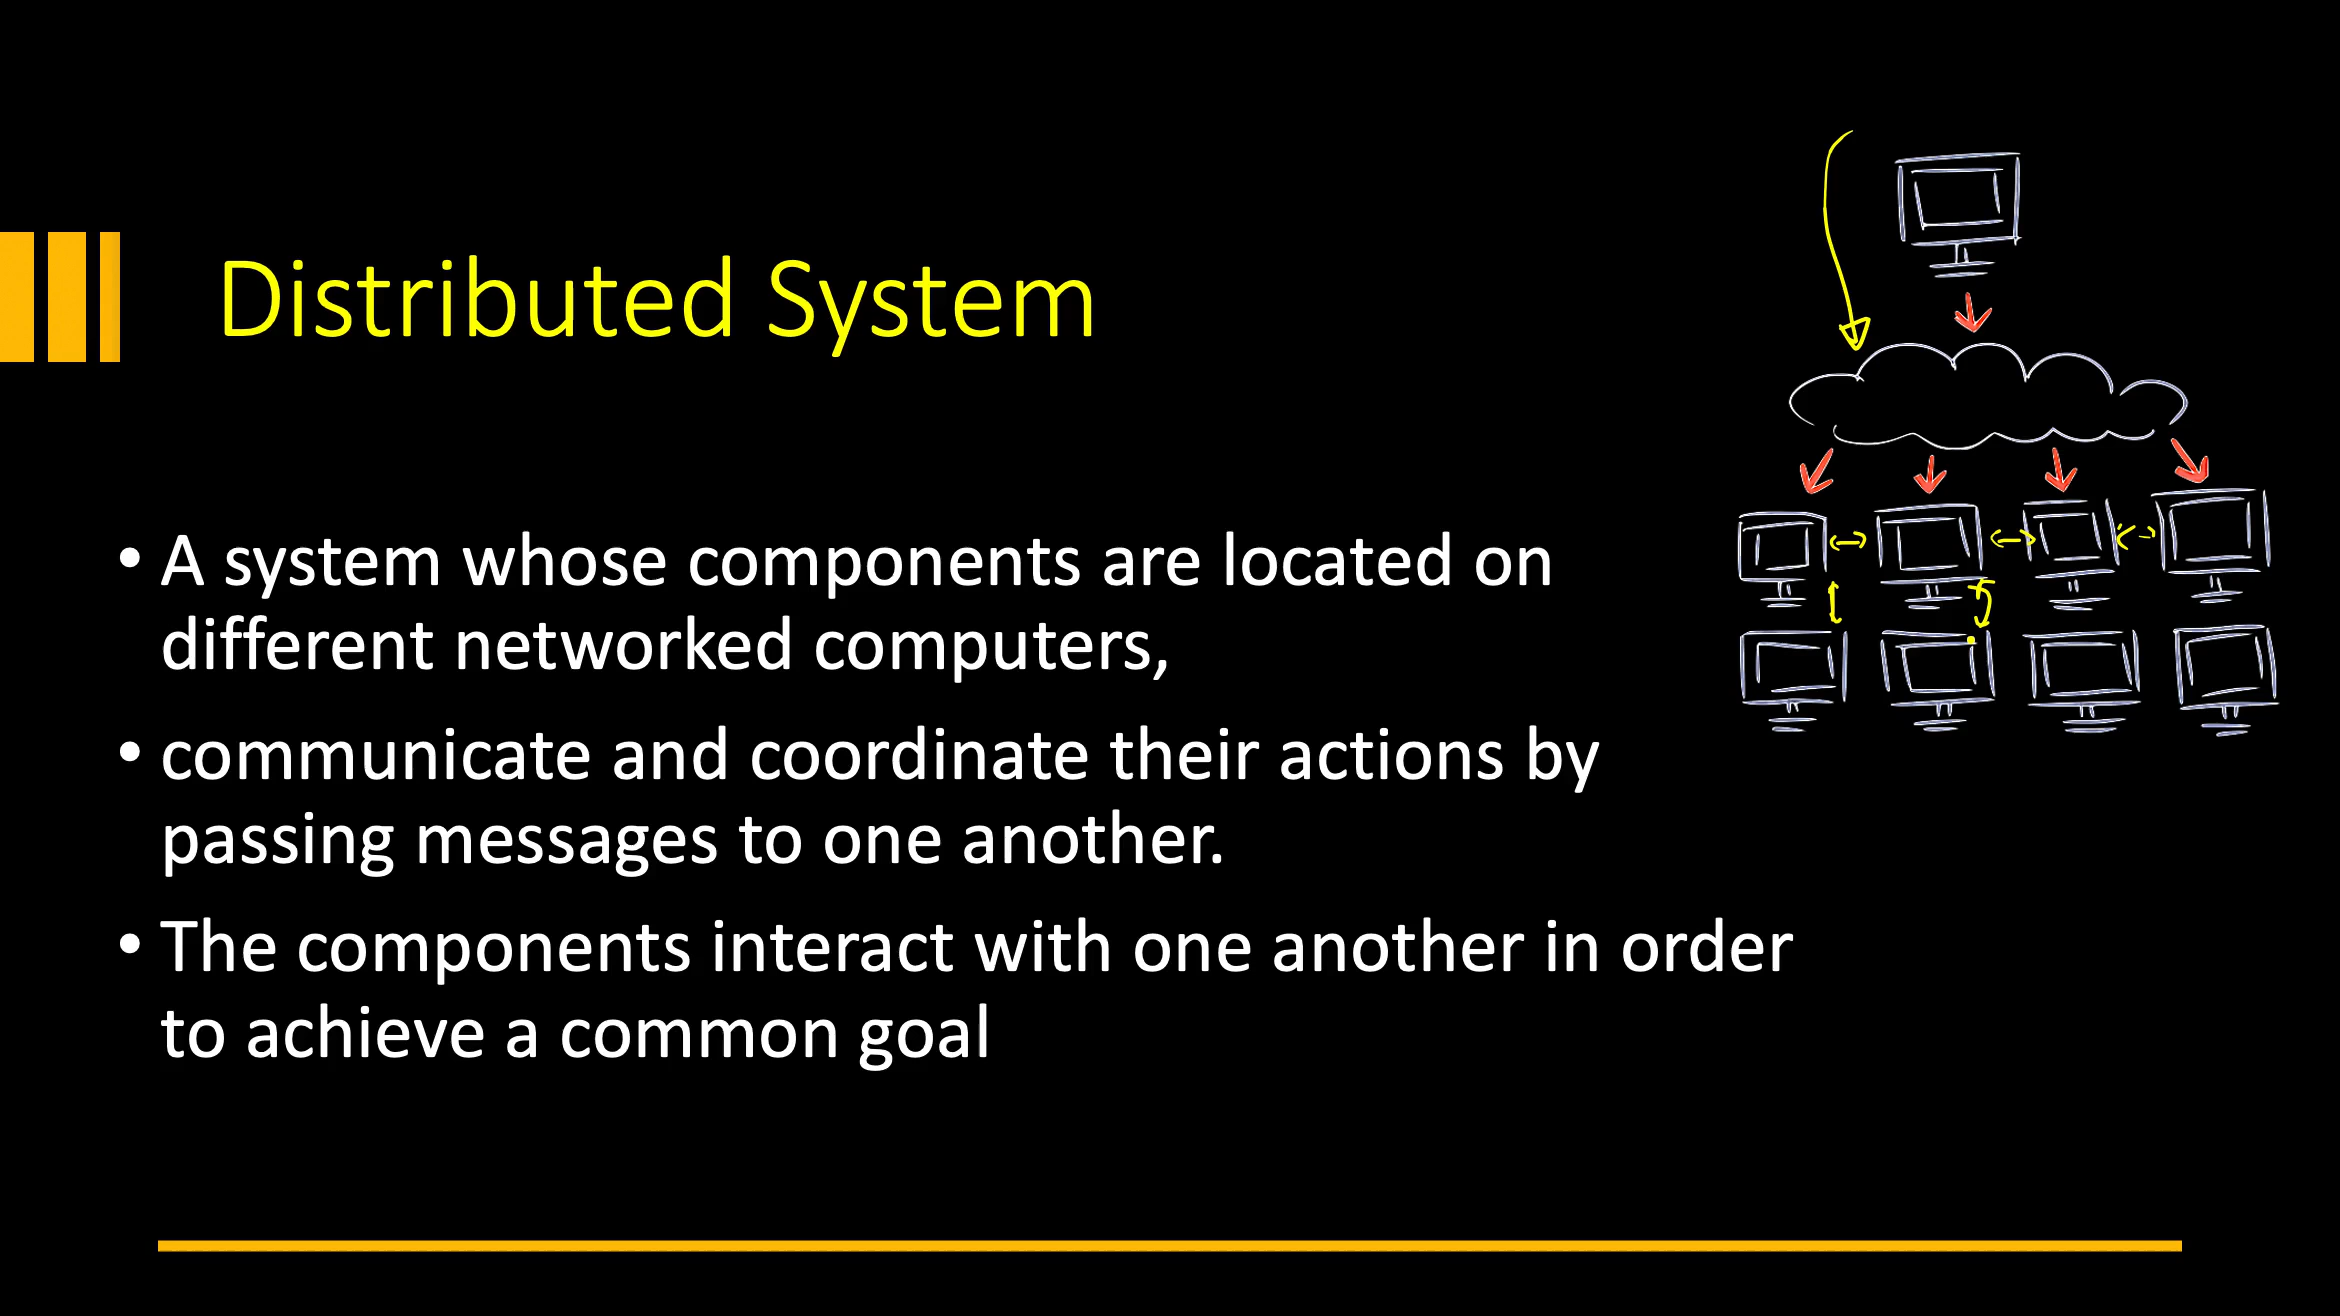 Distributed System
• A system whose components are located on
different networked computers,
• communicate and coordinate their actions by
passing messages to one another.
• The components interact with one another in order
to achieve a common goal